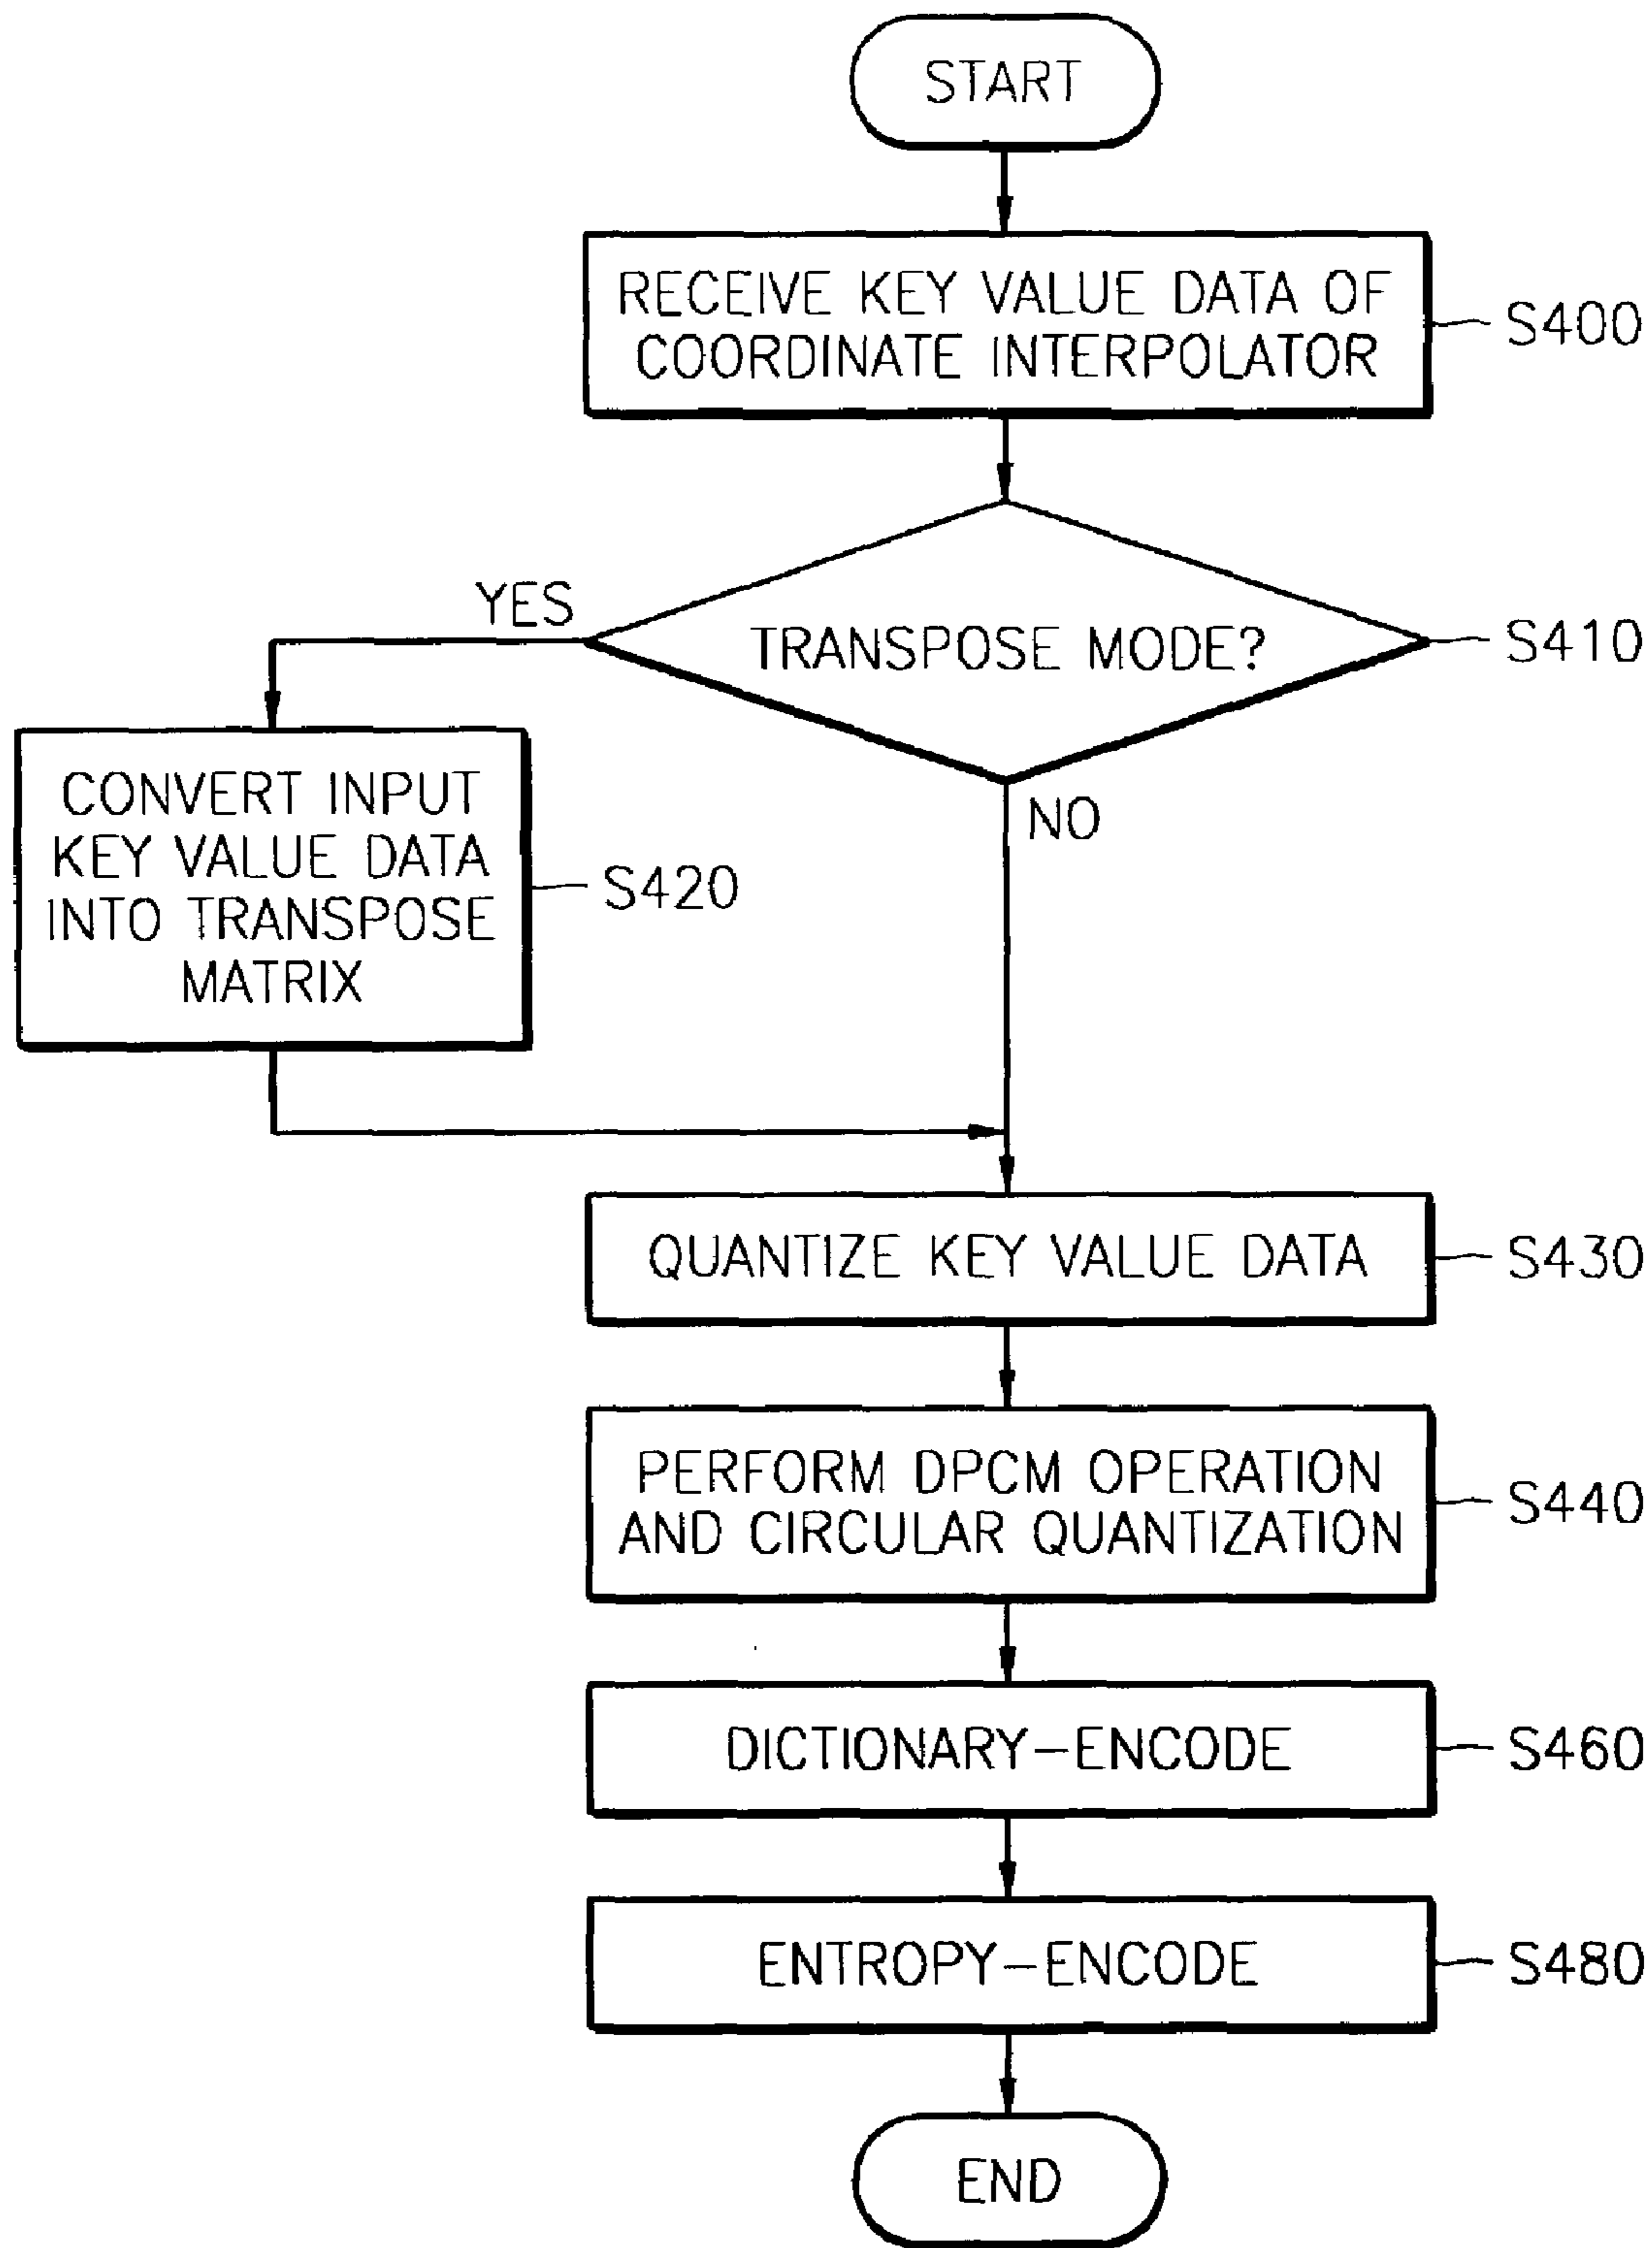 START
RECEIVE KEY VALUE DATA OF
COORDINATE INTERPOLATOR
S400
YES
TRANSPOSE MODE?
S410
NO
CONVERT INPUT
KEY VALUE DATA
INTO TRANSPOSE
MATRIX
S420
QUANTIZE KEY VALUE DATA
S430
PERFORM DPCM OPERATION
AND CIRCULAR QUANTIZATION
S440
DICTIONARY-ENCODE
S460
ENTROPY-ENCODE
S480
END